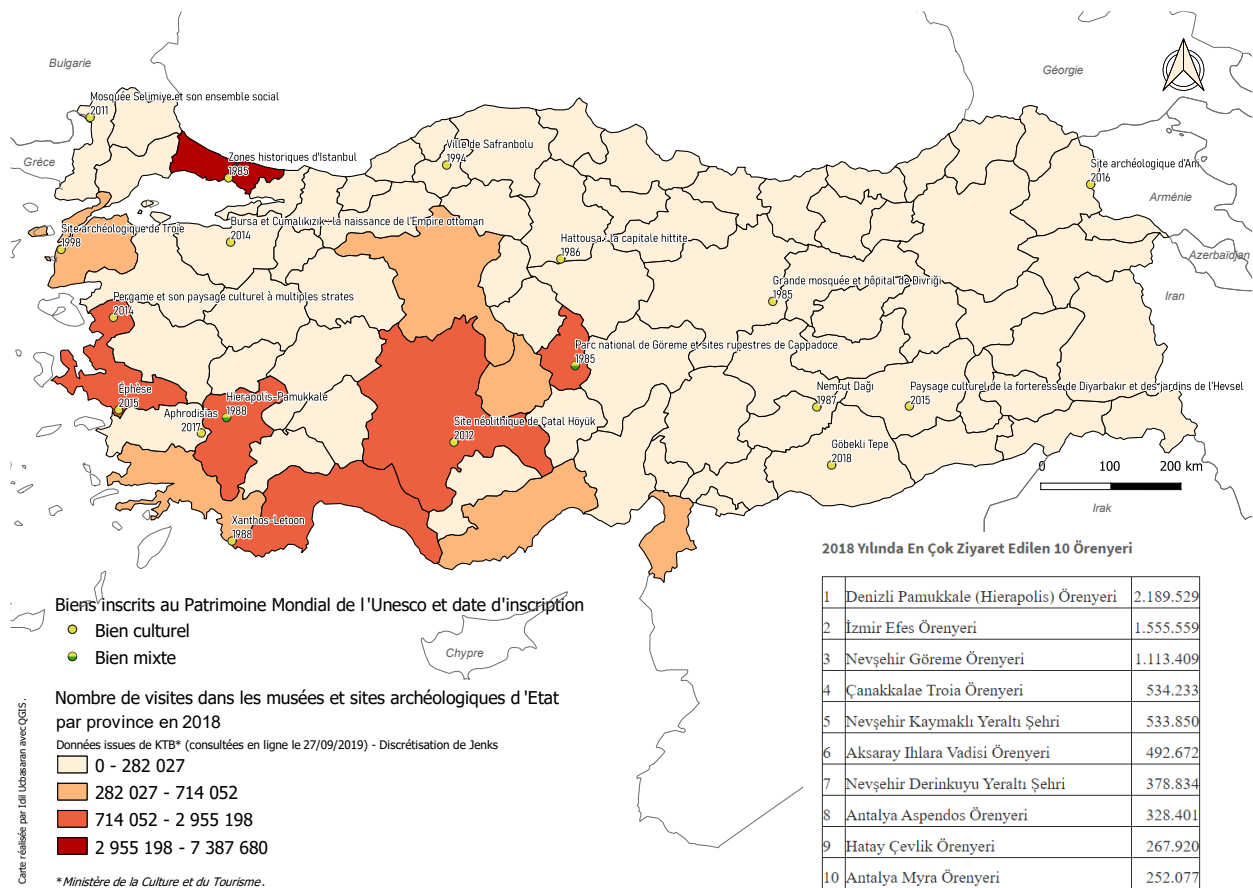 Bulgarie
Géorgie
Mosquée Selimiye et son ensemble social
2011
Grèce
Zones historiques d'Istanbul
1985
Ville de Safranbolu
1994
Site archéologique d'Ani
2016
Arménie
Site archéologique de Troie
1998
Bursa et Cumalıkızık : la naissance de l'Empire ottoman
2014
Hattousa : la capitale hittite
1986
Azerbaïdjan
Grande mosquée et hôpital de Divriği
1985
Iran
Pergame et son paysage culturel à multiples strates
2014
Parc national de Göreme et sites rupestres de Cappadoce
1985
Éphèse
2015
Hierapolis-Pamukkale
1988
Aphrodisias
2017
Nemrut Dağı
1987
Paysage culturel de la forteresse de Diyarbakır et des jardins de l'Hevsel
2015
Site néolithique de Çatal Höyük
2012
Göbekli Tepe
2018
0 100 200 km
Irak
Xanthos-Letoon
1988
Chypre
Biens inscrits au Patrimoine Mondial de l'Unesco et date d'inscription
Bien culturel
Bien mixte
Nombre de visites dans les musées et sites archéologiques d'Etat
par province en 2018
Données issues de KTB* (consultées en ligne le 27/09/2019) - Discrétisation de Jenks
0 - 282 027
282 027 - 714 052
714 052 - 2 955 198
2 955 198 - 7 387 680
*Ministère de la Culture et du Tourisme.
Carte réalisée par Idil Ucbasaran avec QGIS.
2018 Yılında En Çok Ziyaret Edilen 10 Örenyeri
1 Denizli Pamukkale (Hierapolis) Örenyeri 2.189.529
2 İzmir Efes Örenyeri 1.555.559
3 Nevşehir Göreme Örenyeri 1.113.409
4 Çanakkalae Troia Örenyeri 534.233
5 Nevşehir Kaymaklı Yeraltı Şehri 533.850
6 Aksaray Ihlara Vadisi Örenyeri 492.672
7 Nevşehir Derinkuyu Yeraltı Şehri 378.834
8 Antalya Aspendos Örenyeri 328.401
9 Hatay Çevlik Örenyeri 267.920
10 Antalya Myra Örenyeri 252.077